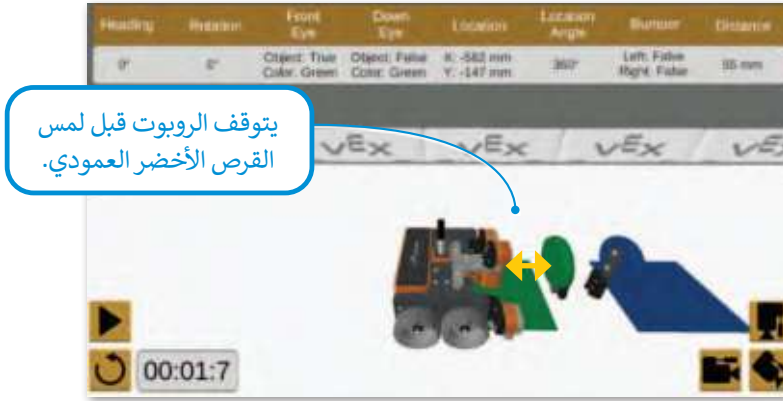 Heading Rotation Front Eye Down Eye Location Location Angle Bumper Distance
0° 0° Object: True Color: Green Object: False Color: Green X: -582 mm Y: -147 mm 360° Left: False Right: False 55 mm
يتوقف الروبوت قبل لمس
القرص الأخضر العمودي.
VEX VEX VEX VEX
00:01:7